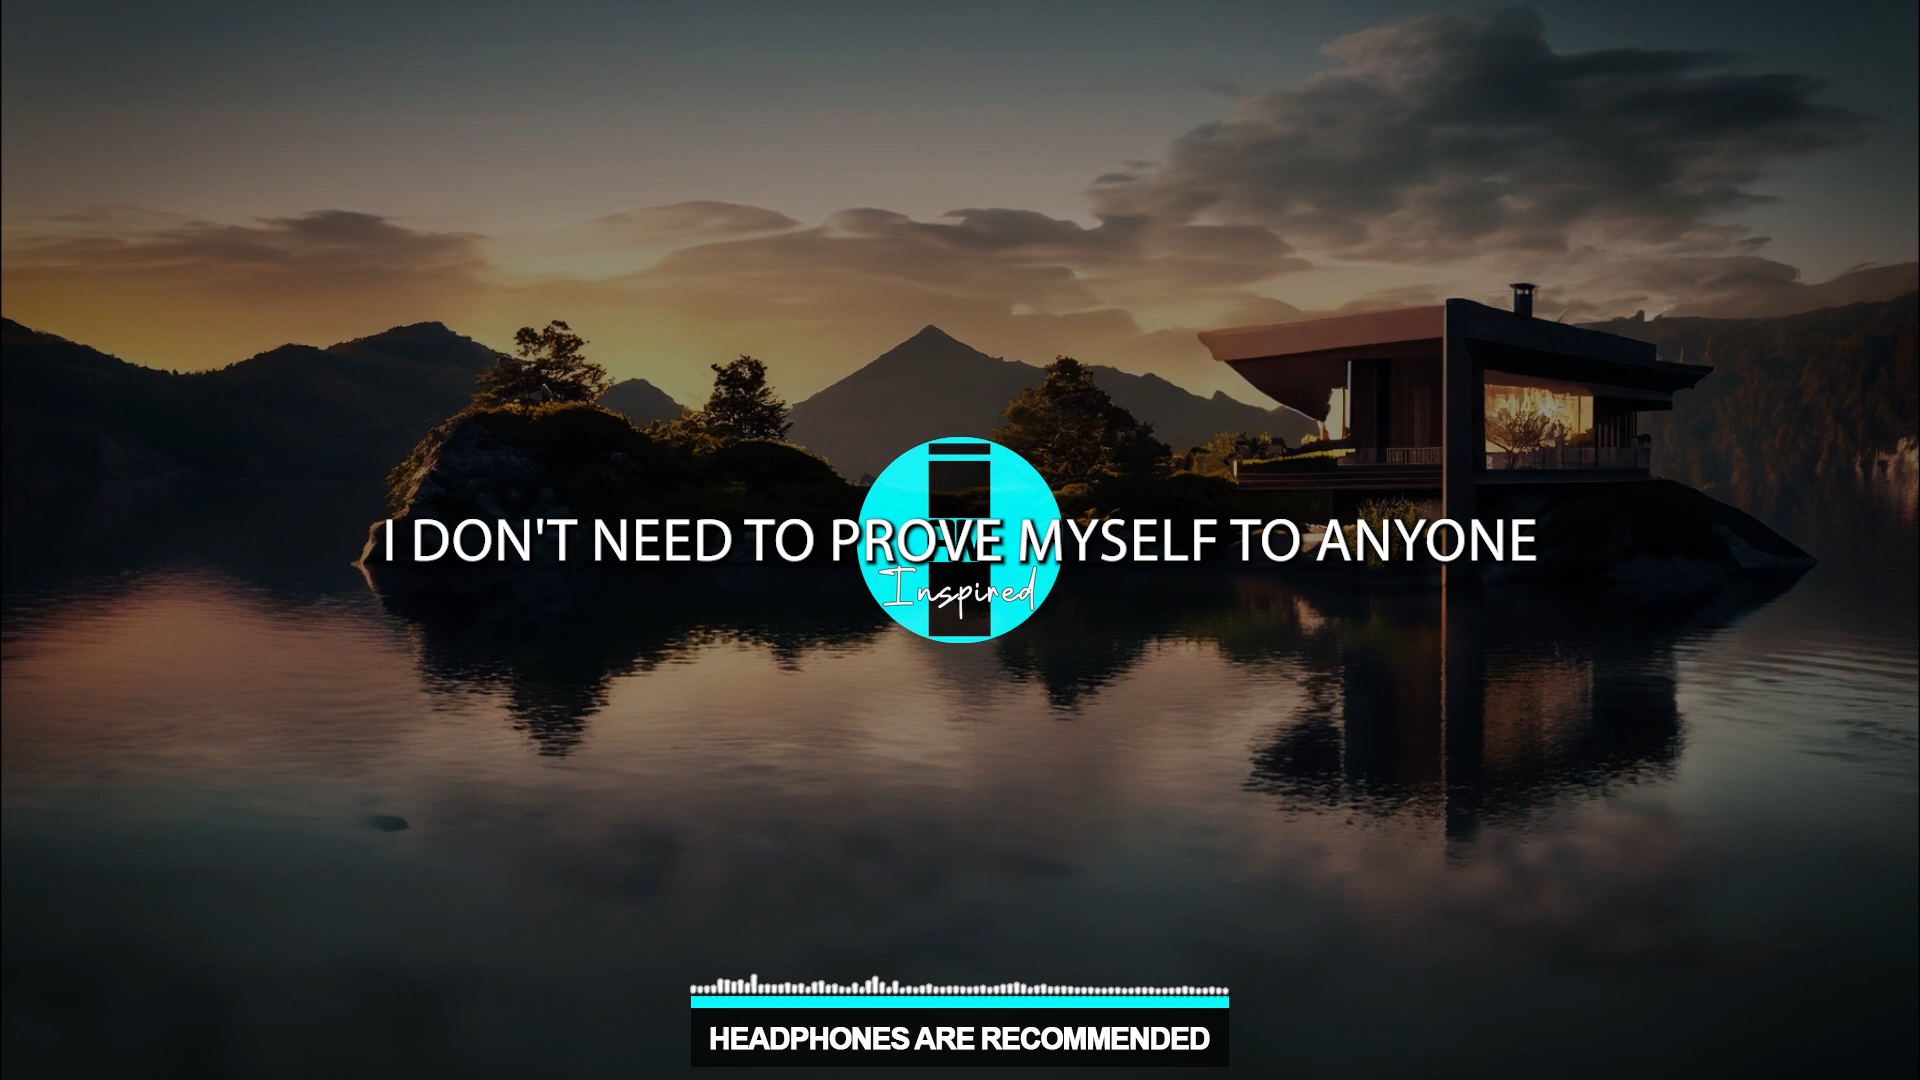 I DON'T NEED TO PROVE MYSELF TO ANYONE
Inspired
HEADPHONES ARE RECOMMENDED